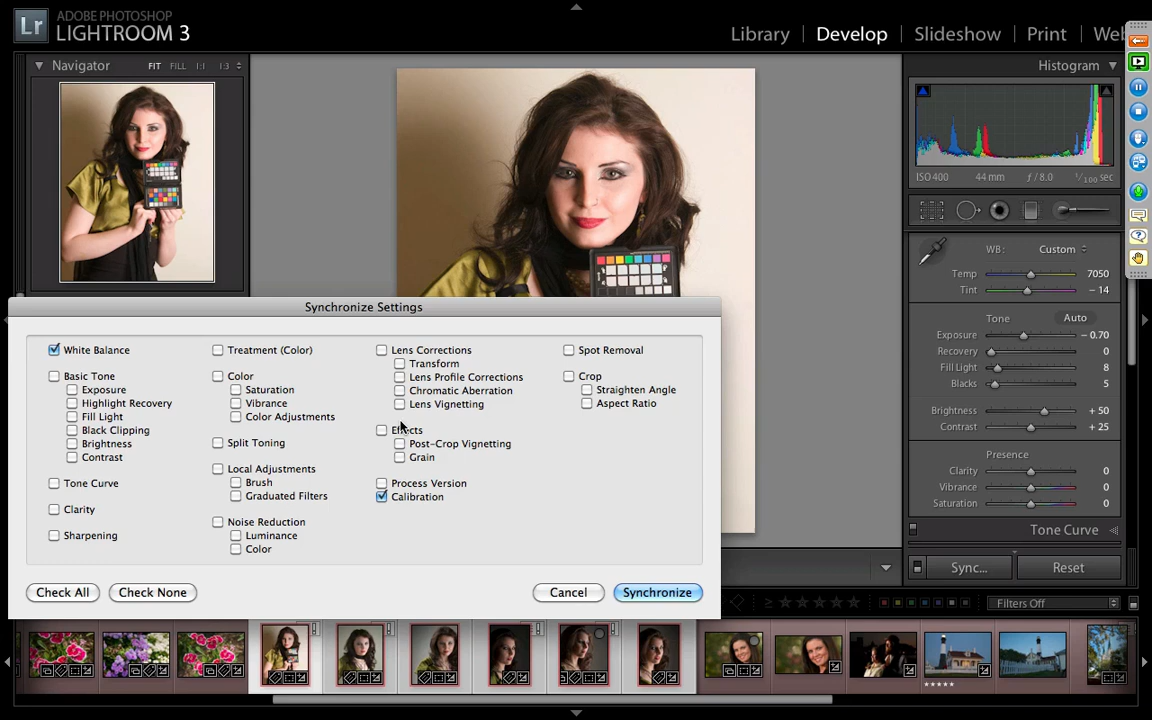 Lr
ADOBE PHOTOSHOP
LIGHTROOM 3
Library | Develop | Slideshow | Print | Web
Navigator FIT FILL 1:1 1:3
Histogram
ISO 400 44 mm ƒ / 8.0 1/100 sec
WB: Custom
Temp 7050
Tint – 14
Tone Auto
Exposure – 0.70
Recovery 0
Fill Light 8
Blacks 5
Brightness + 50
Contrast + 25
Presence
Clarity 0
Vibrance 0
Saturation 0
Tone Curve
Sync... Reset
Filters Off
Synchronize Settings
White Balance
Basic Tone
Exposure
Highlight Recovery
Fill Light
Black Clipping
Brightness
Contrast
Tone Curve
Clarity
Sharpening
Treatment (Color)
Color
Saturation
Vibrance
Color Adjustments
Split Toning
Local Adjustments
Brush
Graduated Filters
Noise Reduction
Luminance
Color
Lens Corrections
Transform
Lens Profile Corrections
Chromatic Aberration
Lens Vignetting
Effects
Post-Crop Vignetting
Grain
Process Version
Calibration
Spot Removal
Crop
Straighten Angle
Aspect Ratio
Check All Check None Cancel Synchronize